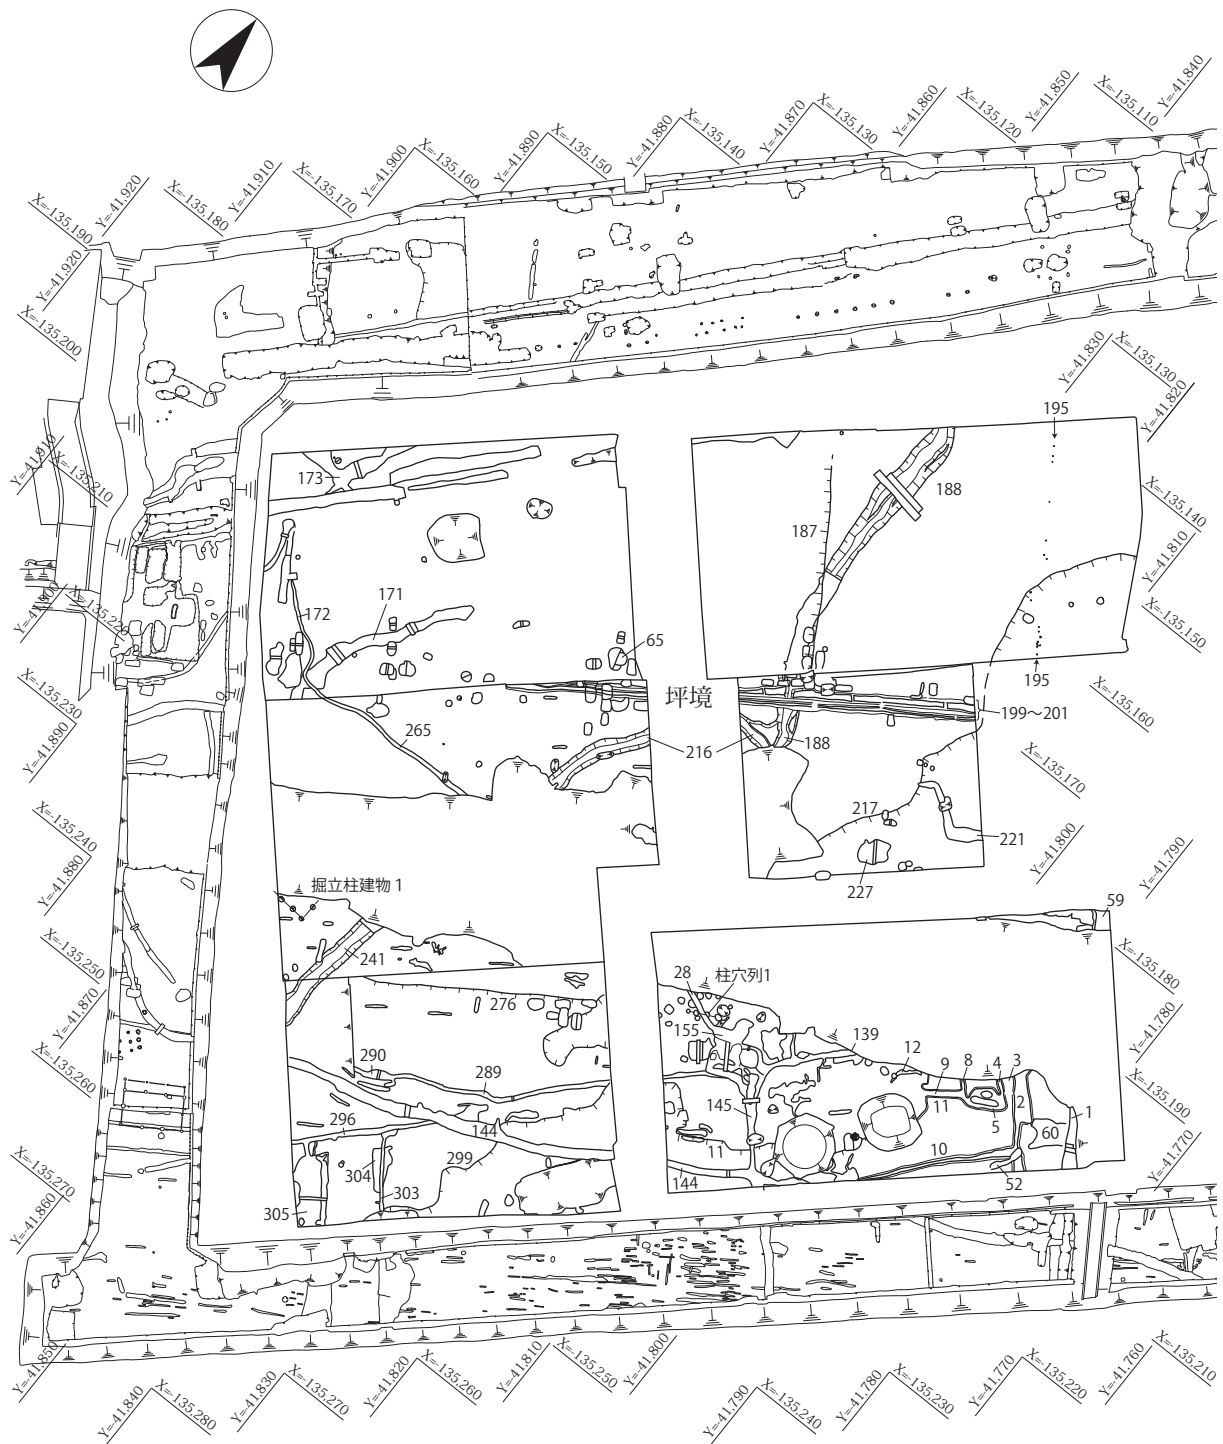 Y=-41,840
X=-135,110
Y=-41,850
X=-135,120
Y=-41,860
X=-135,130
Y=-41,870
X=-135,140
Y=-41,880
X=-135,150
Y=-41,890
X=-135,160
Y=-41,900
X=-135,170
Y=-41,910
X=-135,180
Y=-41,920
X=-135,190
Y=-41,920
X=-135,200
Y=-41,830
X=-135,130
Y=-41,820
195
Y=-41,910
X=-135,210
173
188
X=-135,140
187
Y=-41,810
Y=-41,900
X=-135,220
171
172
X=-135,150
65
195
坪境
X=-135,230
199～201
X=-135,160
Y=-41,890
265
216
188
X=-135,170
217
221
X=-135,240
Y=-41,880
227
Y=-41,800
Y=-41,790
掘立柱建物 1
59
X=-135,250
241
28
柱穴列1
X=-135,180
Y=-41,870
276
155
Y=-41,780
139
12
X=-135,260
290
289
9
8
4
3
X=-135,190
296
144
145
11
5
2
1
60
299
304
11
10
303
144
52
305
X=-135,270
Y=-41,860
Y=-41,770
Y=-41,850
Y=-41,840
X=-135,280
Y=-41,830
X=-135,270
Y=-41,820
X=-135,260
Y=-41,810
X=-135,250
Y=-41,800
Y=-41,790
X=-135,240
Y=-41,780
X=-135,230
Y=-41,770
X=-135,220
Y=-41,760
X=-135,210